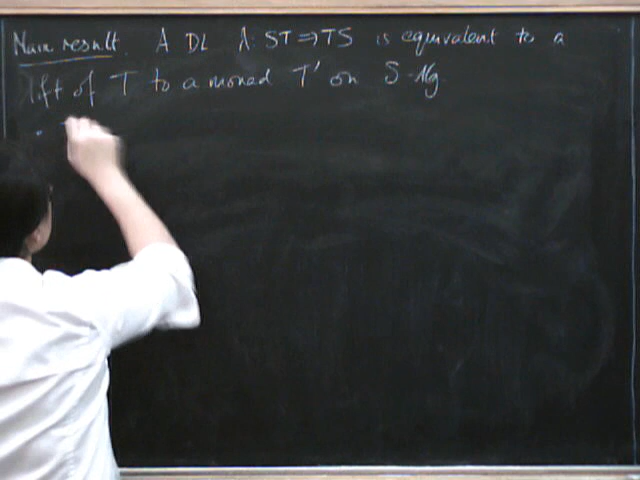 Main result. A DL λ: ST ⇒ TS is equivalent to a
lift of T to a monad T' on S-Alg